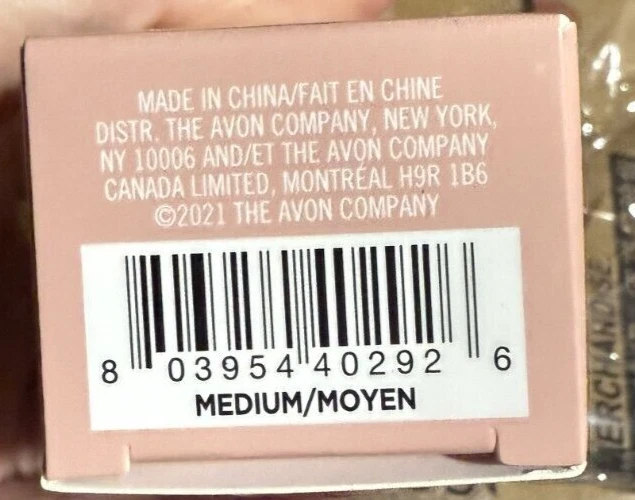 MADE IN CHINA/FAIT EN CHINE
DISTR. THE AVON COMPANY, NEW YORK,
NY 10006 AND/ET THE AVON COMPANY
CANADA LIMITED, MONTRÉAL H9R 1B6
©2021 THE AVON COMPANY
8 03954 40292 6
MEDIUM/MOYEN
MERCHANDISE